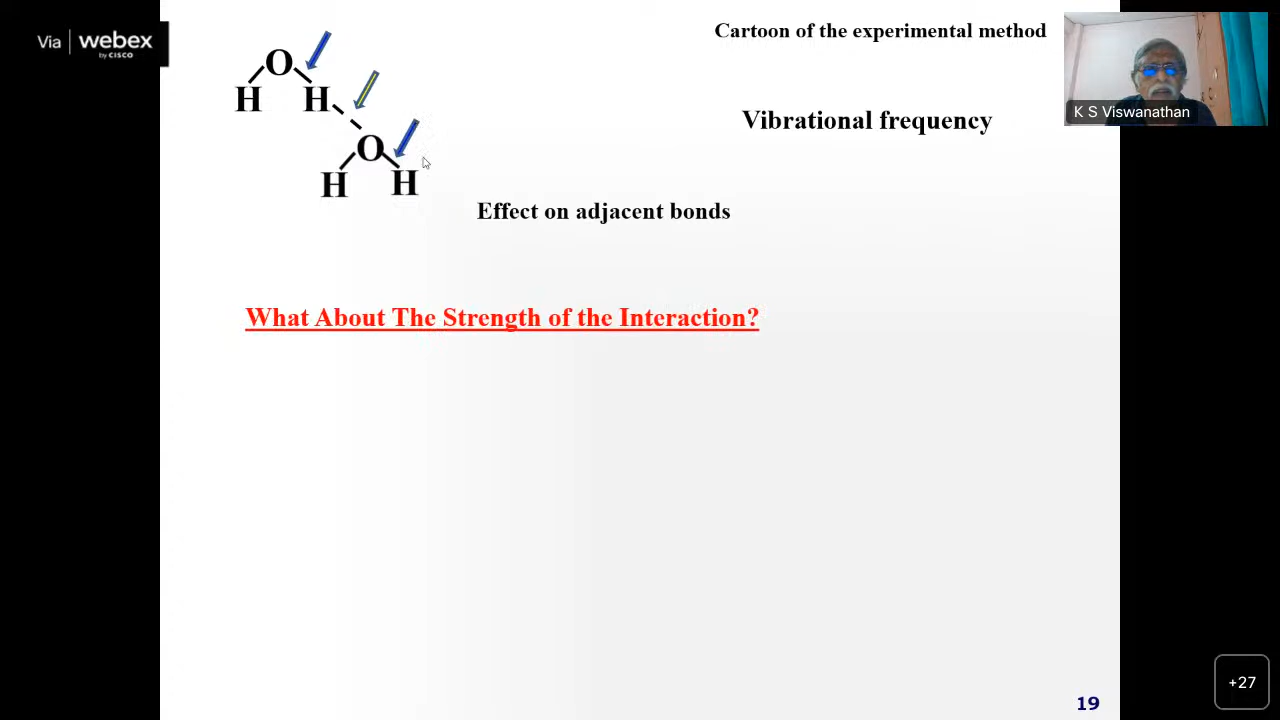 Via webex
by CISCO
Cartoon of the experimental method
O
H H
Vibrational frequency
K S Viswanathan
O
H H
Effect on adjacent bonds
What About The Strength of the Interaction?
+27
19